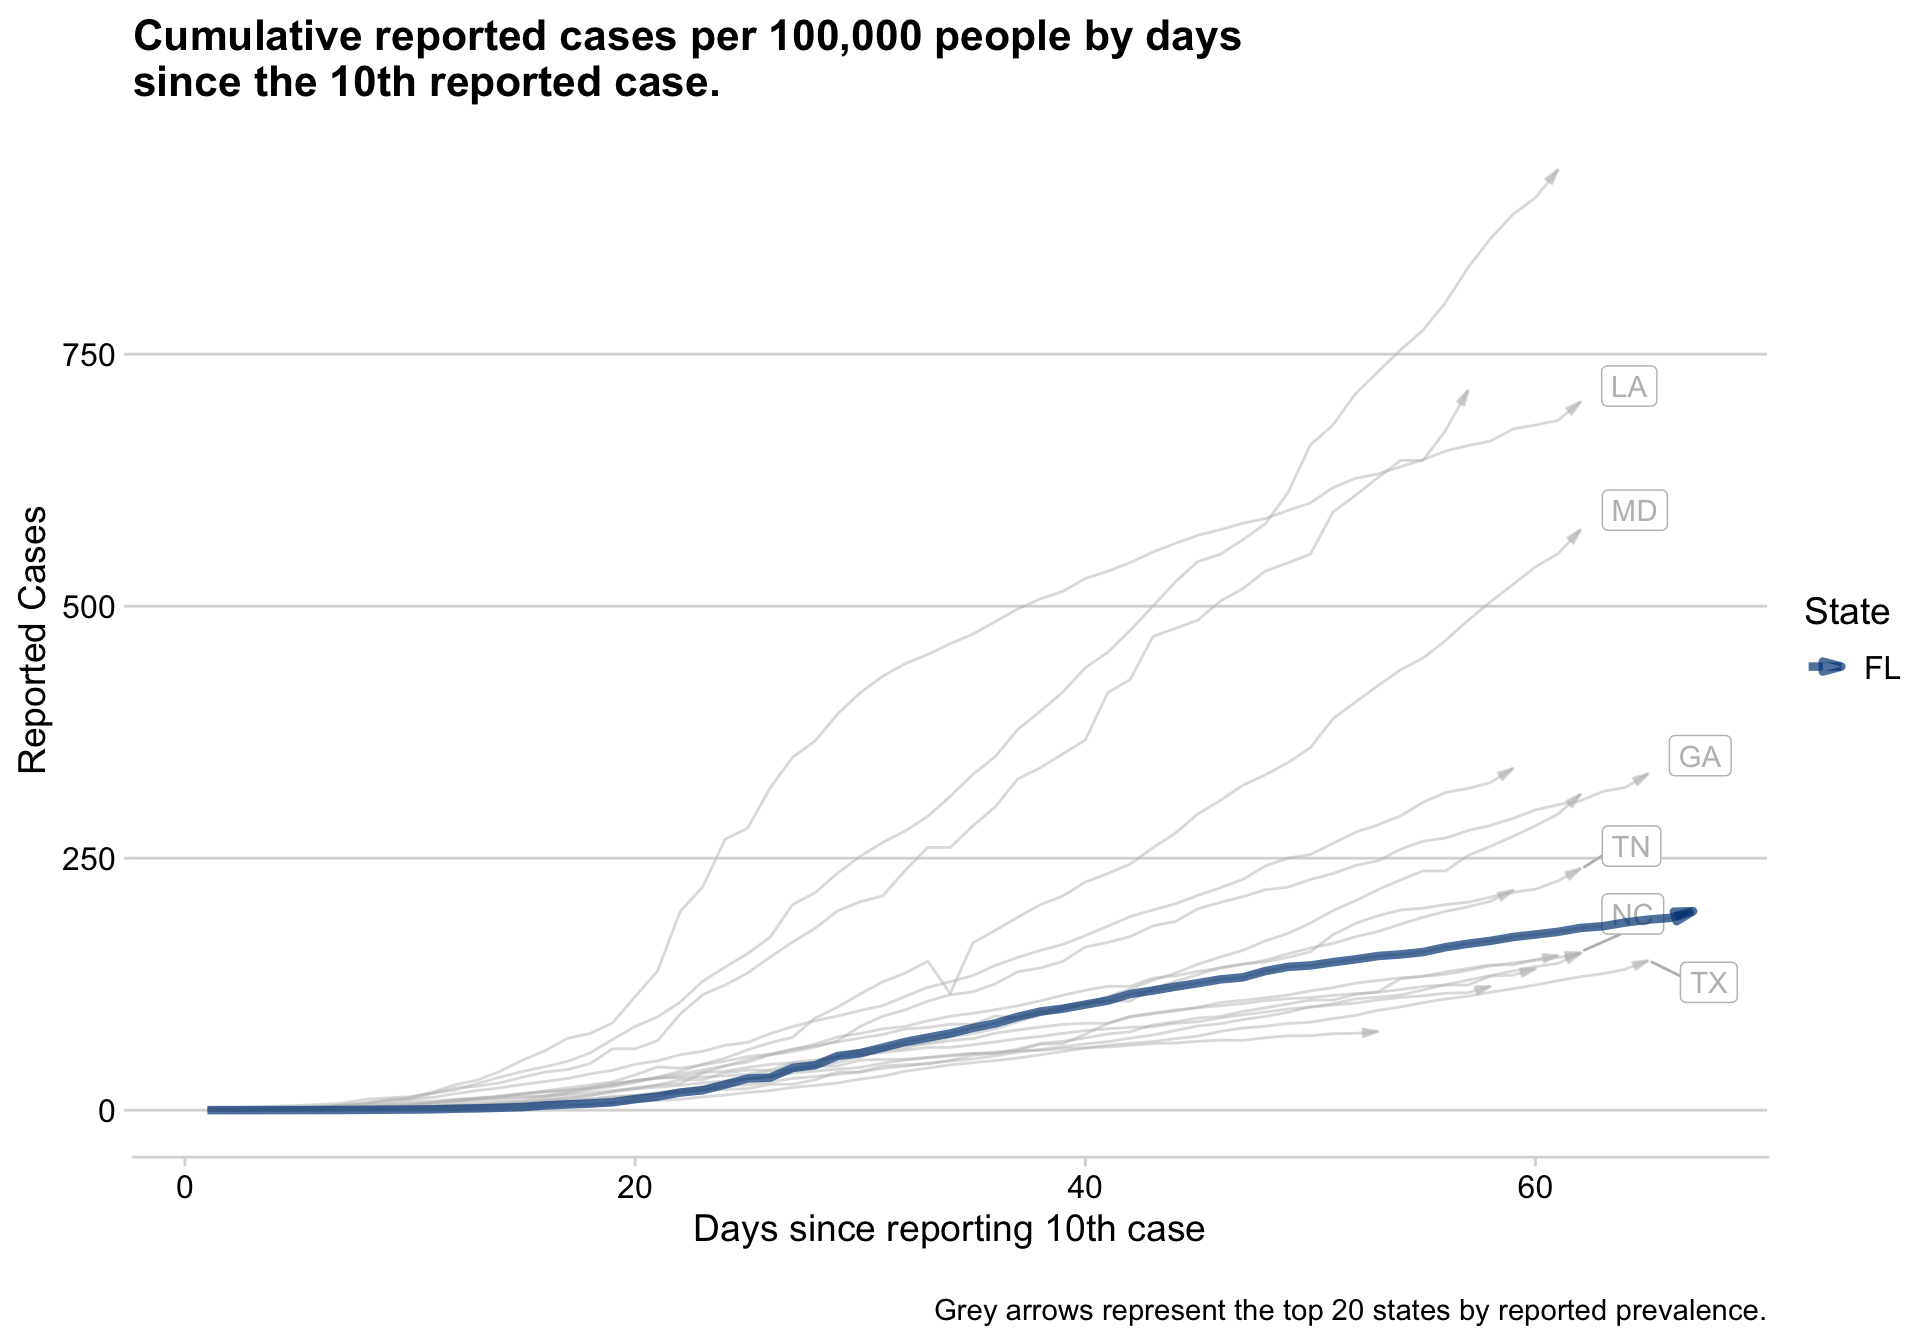 Cumulative reported cases per 100,000 people by days
since the 10th reported case.
Reported Cases
750
500
250
0
LA
MD
GA
TN
NC
TX
State
FL
0
20
40
60
Days since reporting 10th case
Grey arrows represent the top 20 states by reported prevalence.